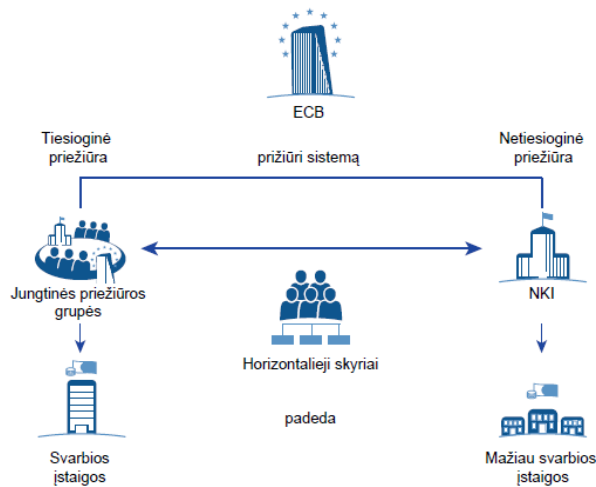 ECB
Tiesioginė
priežiūra
prižiūri sistemą
Netiesioginė
priežiūra
Jungtinės priežiūros
grupės
NKI
Horizontalieji skyriai
padeda
Svarbios
įstaigos
Mažiau svarbios
įstaigos